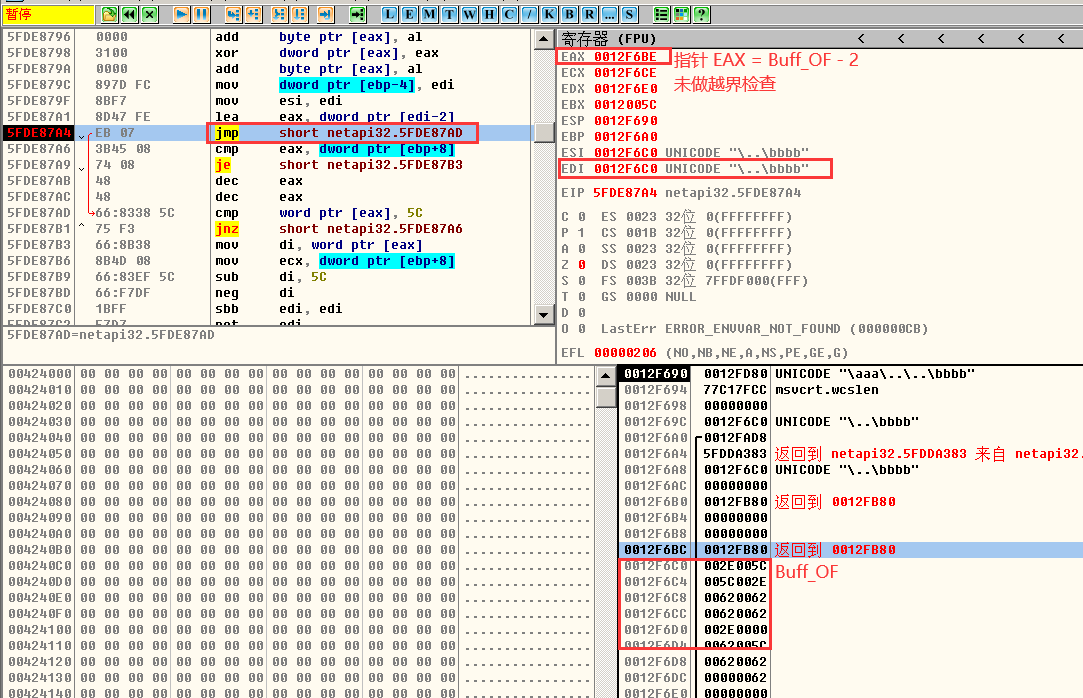 暂停
L E M T W H C / K B R ... S ?
5FDE8796 0000 add byte ptr [eax], al
5FDE8798 3100 xor dword ptr [eax], eax
5FDE879A 0000 add byte ptr [eax], al
5FDE879C 897D FC mov dword ptr [ebp-4], edi
5FDE879F 8BF7 mov esi, edi
5FDE87A1 8D47 FE lea eax, dword ptr [edi-2]
5FDE87A4 EB 07 jmp short netapi32.5FDE87AD
5FDE87A6 3B45 08 cmp eax, dword ptr [ebp+8]
5FDE87A9 74 08 je short netapi32.5FDE87B3
5FDE87AB 48 dec eax
5FDE87AC 48 dec eax
5FDE87AD 66:8338 5C cmp word ptr [eax], 5C
5FDE87B1 75 F3 jnz short netapi32.5FDE87A6
5FDE87B3 66:8B38 mov di, word ptr [eax]
5FDE87B6 8B4D 08 mov ecx, dword ptr [ebp+8]
5FDE87B9 66:83EF 5C sub di, 5C
5FDE87BD 66:F7DF neg di
5FDE87C0 1BFF sbb edi, edi
5FDE87C2 F7D7 not edi
5FDE87AD=netapi32.5FDE87AD
寄存器 (FPU) < < < < < <
EAX 0012F6BE 指针 EAX = Buff_OF - 2
ECX 0012F6CE 未做越界检查
EDX 0012F6E0
EBX 0012005C
ESP 0012F690
EBP 0012F6A0
ESI 0012F6C0 UNICODE "\..\bbbb"
EDI 0012F6C0 UNICODE "\..\bbbb"
EIP 5FDE87A4 netapi32.5FDE87A4
C 0 ES 0023 32位 0(FFFFFFFF)
P 1 CS 001B 32位 0(FFFFFFFF)
A 0 SS 0023 32位 0(FFFFFFFF)
Z 0 DS 0023 32位 0(FFFFFFFF)
S 0 FS 003B 32位 7FFDF000(FFF)
T 0 GS 0000 NULL
D 0
O 0 LastErr ERROR_ENVVAR_NOT_FOUND (000000CB)
EFL 00000206 (NO,NB,NE,A,NS,PE,GE,G)
00424000 00 00 00 00 00 00 00 00 00 00 00 00 00 00 00 00 ................
00424010 00 00 00 00 00 00 00 00 00 00 00 00 00 00 00 00 ................
00424020 00 00 00 00 00 00 00 00 00 00 00 00 00 00 00 00 ................
00424030 00 00 00 00 00 00 00 00 00 00 00 00 00 00 00 00 ................
00424040 00 00 00 00 00 00 00 00 00 00 00 00 00 00 00 00 ................
00424050 00 00 00 00 00 00 00 00 00 00 00 00 00 00 00 00 ................
00424060 00 00 00 00 00 00 00 00 00 00 00 00 00 00 00 00 ................
00424070 00 00 00 00 00 00 00 00 00 00 00 00 00 00 00 00 ................
00424080 00 00 00 00 00 00 00 00 00 00 00 00 00 00 00 00 ................
00424090 00 00 00 00 00 00 00 00 00 00 00 00 00 00 00 00 ................
004240A0 00 00 00 00 00 00 00 00 00 00 00 00 00 00 00 00 ................
004240B0 00 00 00 00 00 00 00 00 00 00 00 00 00 00 00 00 ................
004240C0 00 00 00 00 00 00 00 00 00 00 00 00 00 00 00 00 ................
004240D0 00 00 00 00 00 00 00 00 00 00 00 00 00 00 00 00 ................
004240E0 00 00 00 00 00 00 00 00 00 00 00 00 00 00 00 00 ................
004240F0 00 00 00 00 00 00 00 00 00 00 00 00 00 00 00 00 ................
00424100 00 00 00 00 00 00 00 00 00 00 00 00 00 00 00 00 ................
00424110 00 00 00 00 00 00 00 00 00 00 00 00 00 00 00 00 ................
00424120 00 00 00 00 00 00 00 00 00 00 00 00 00 00 00 00 ................
00424130 00 00 00 00 00 00 00 00 00 00 00 00 00 00 00 00 ................
00424140 00 00 00 00 00 00 00 00 00 00 00 00 00 00 00 00 ................
0012F690 0012FD80 UNICODE "\aaa\..\..\bbbb"
0012F694 77C17FCC msvcrt.wcslen
0012F698 00000000
0012F69C 0012F6C0 UNICODE "\..\bbbb"
0012F6A0 0012FAD8
0012F6A4 5FDDA383 返回到 netapi32.5FDDA383 来自 netapi32.
0012F6A8 0012F6C0 UNICODE "\..\bbbb"
0012F6AC 00000000
0012F6B0 0012FB80 返回到 0012FB80
0012F6B4 00000000
0012F6B8 00000000
0012F6BC 0012FB80 返回到 0012FB80
0012F6C0 002E005C Buff_OF
0012F6C4 005C002E
0012F6C8 00620062
0012F6CC 00620062
0012F6D0 002E0000
0012F6D4 0062005C
0012F6D8 00620062
0012F6DC 00000062
0012F6E0 00000000